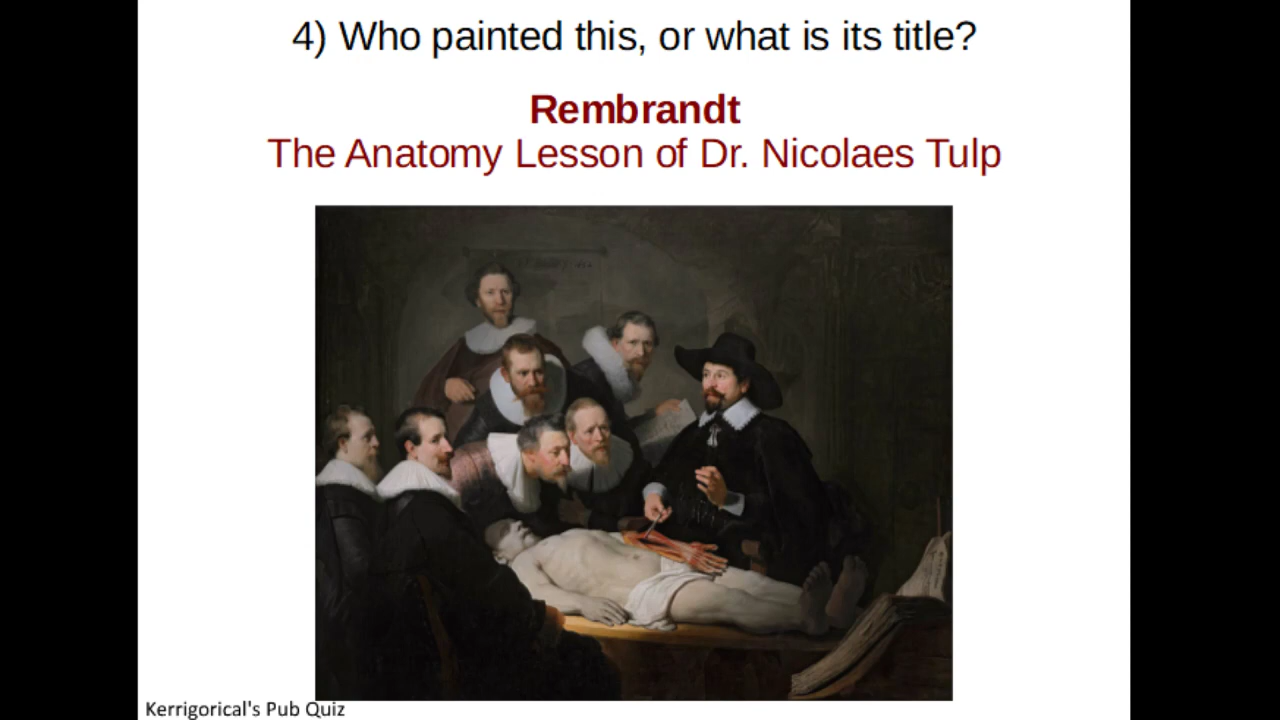 4) Who painted this, or what is its title?
Rembrandt
The Anatomy Lesson of Dr. Nicolaes Tulp
Kerrigorical's Pub Quiz